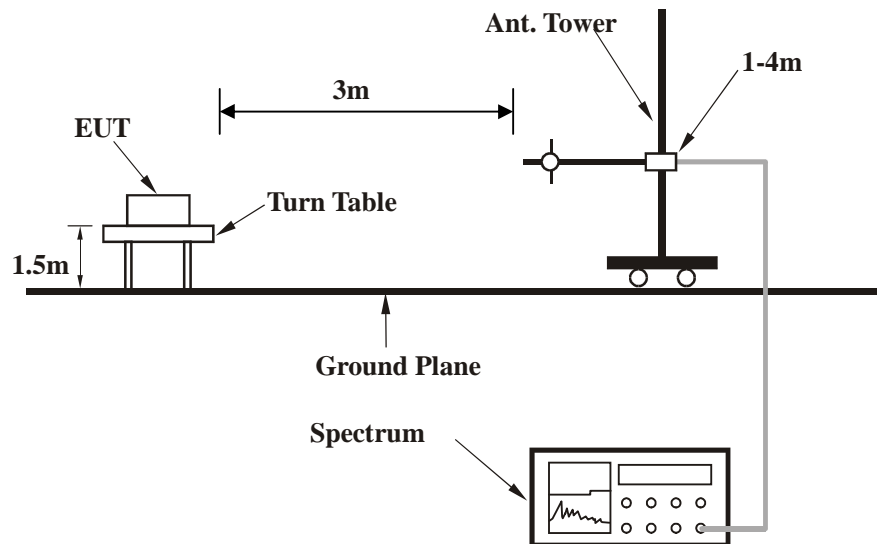 Ant. Tower
1-4m
3m
EUT
Turn Table
1.5m
Ground Plane
Spectrum